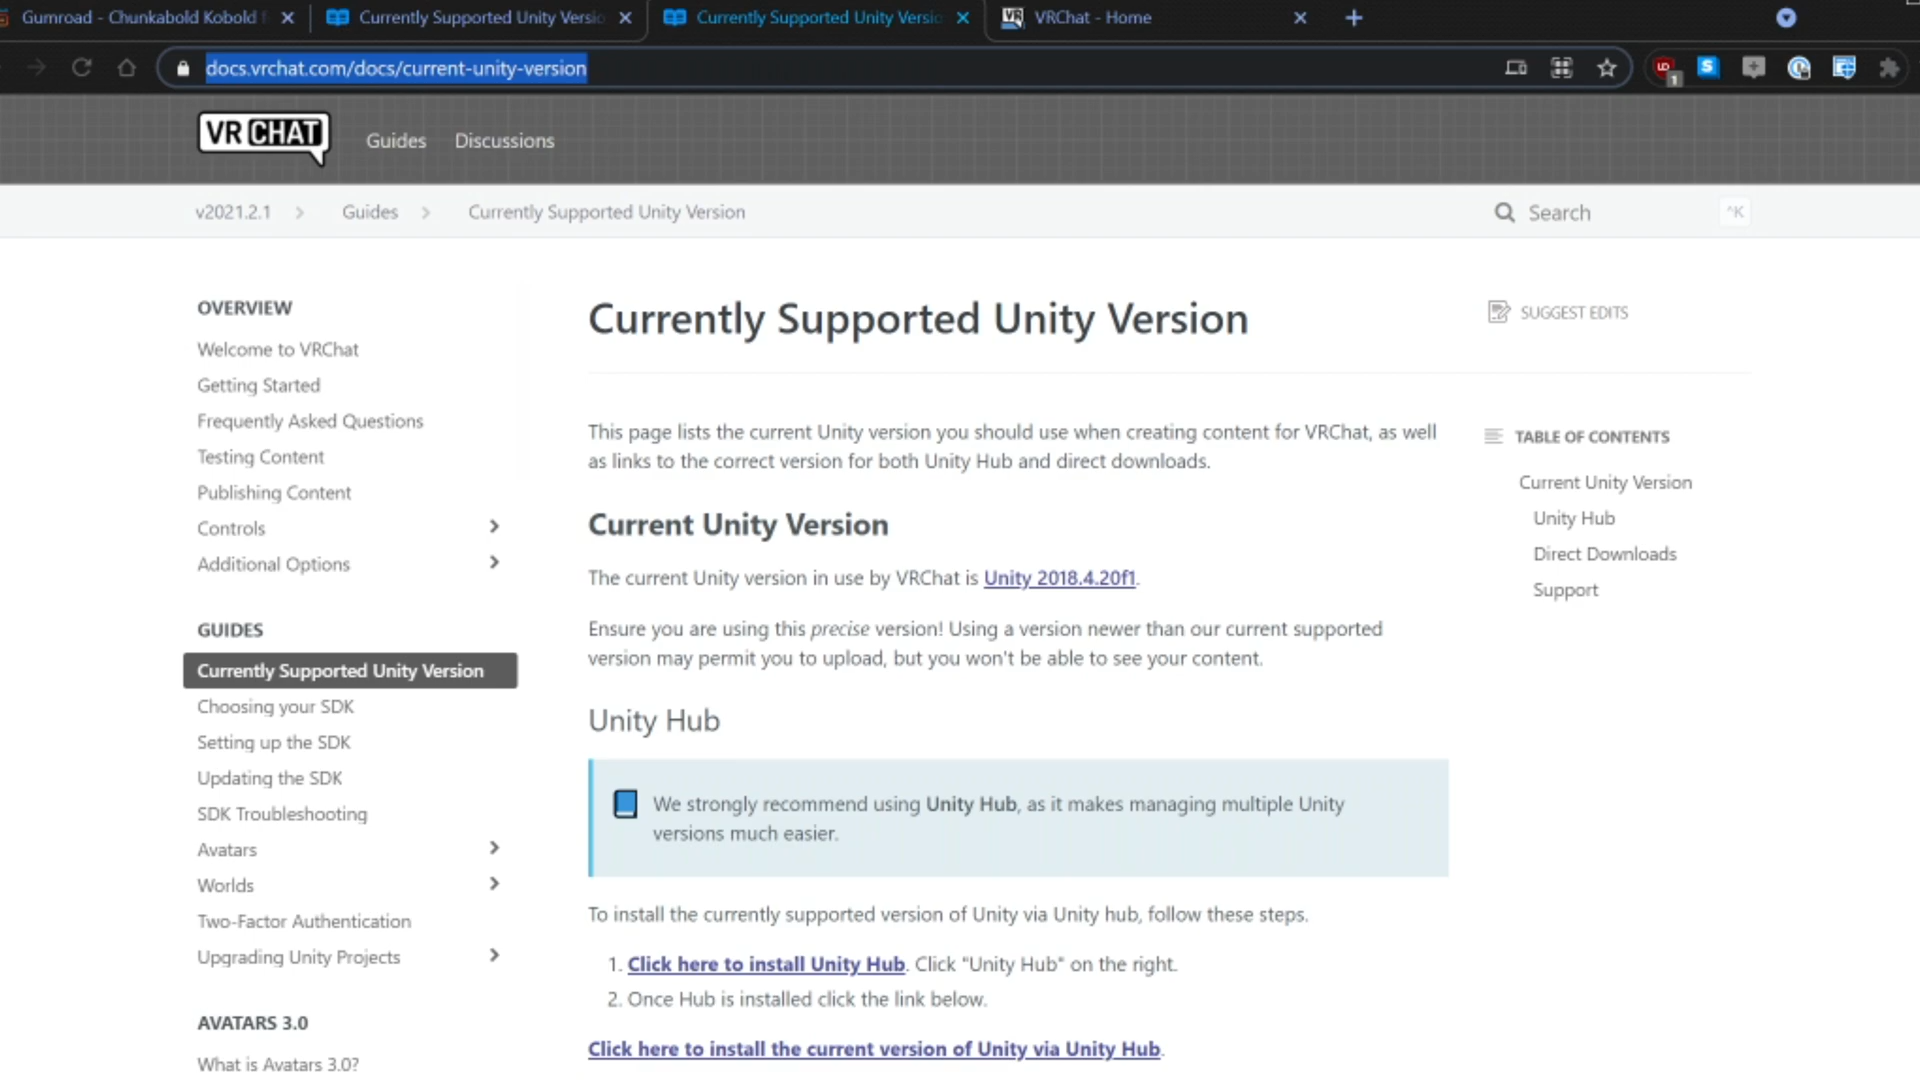 Gumroad - Chunkabold Kobold
Currently Supported Unity Versio
Currently Supported Unity Versio
VRChat - Home
docs.vrchat.com/docs/current-unity-version
1
S
VR CHAT
Guides
Discussions
v2021.2.1
Guides
Currently Supported Unity Version
Search
^K
OVERVIEW
Welcome to VRChat
Getting Started
Frequently Asked Questions
Testing Content
Publishing Content
Controls
Additional Options
GUIDES
Currently Supported Unity Version
Choosing your SDK
Setting up the SDK
Updating the SDK
SDK Troubleshooting
Avatars
Worlds
Two-Factor Authentication
Upgrading Unity Projects
AVATARS 3.0
What is Avatars 3.0?
Currently Supported Unity Version
This page lists the current Unity version you should use when creating content for VRChat, as well
as links to the correct version for both Unity Hub and direct downloads.
Current Unity Version
The current Unity version in use by VRChat is Unity 2018.4.20f1.
Ensure you are using this precise version! Using a version newer than our current supported
version may permit you to upload, but you won't be able to see your content.
Unity Hub
We strongly recommend using Unity Hub, as it makes managing multiple Unity
versions much easier.
To install the currently supported version of Unity via Unity hub, follow these steps.
1. Click here to install Unity Hub. Click "Unity Hub" on the right.
2. Once Hub is installed click the link below.
Click here to install the current version of Unity via Unity Hub.
SUGGEST EDITS
TABLE OF CONTENTS
Current Unity Version
Unity Hub
Direct Downloads
Support